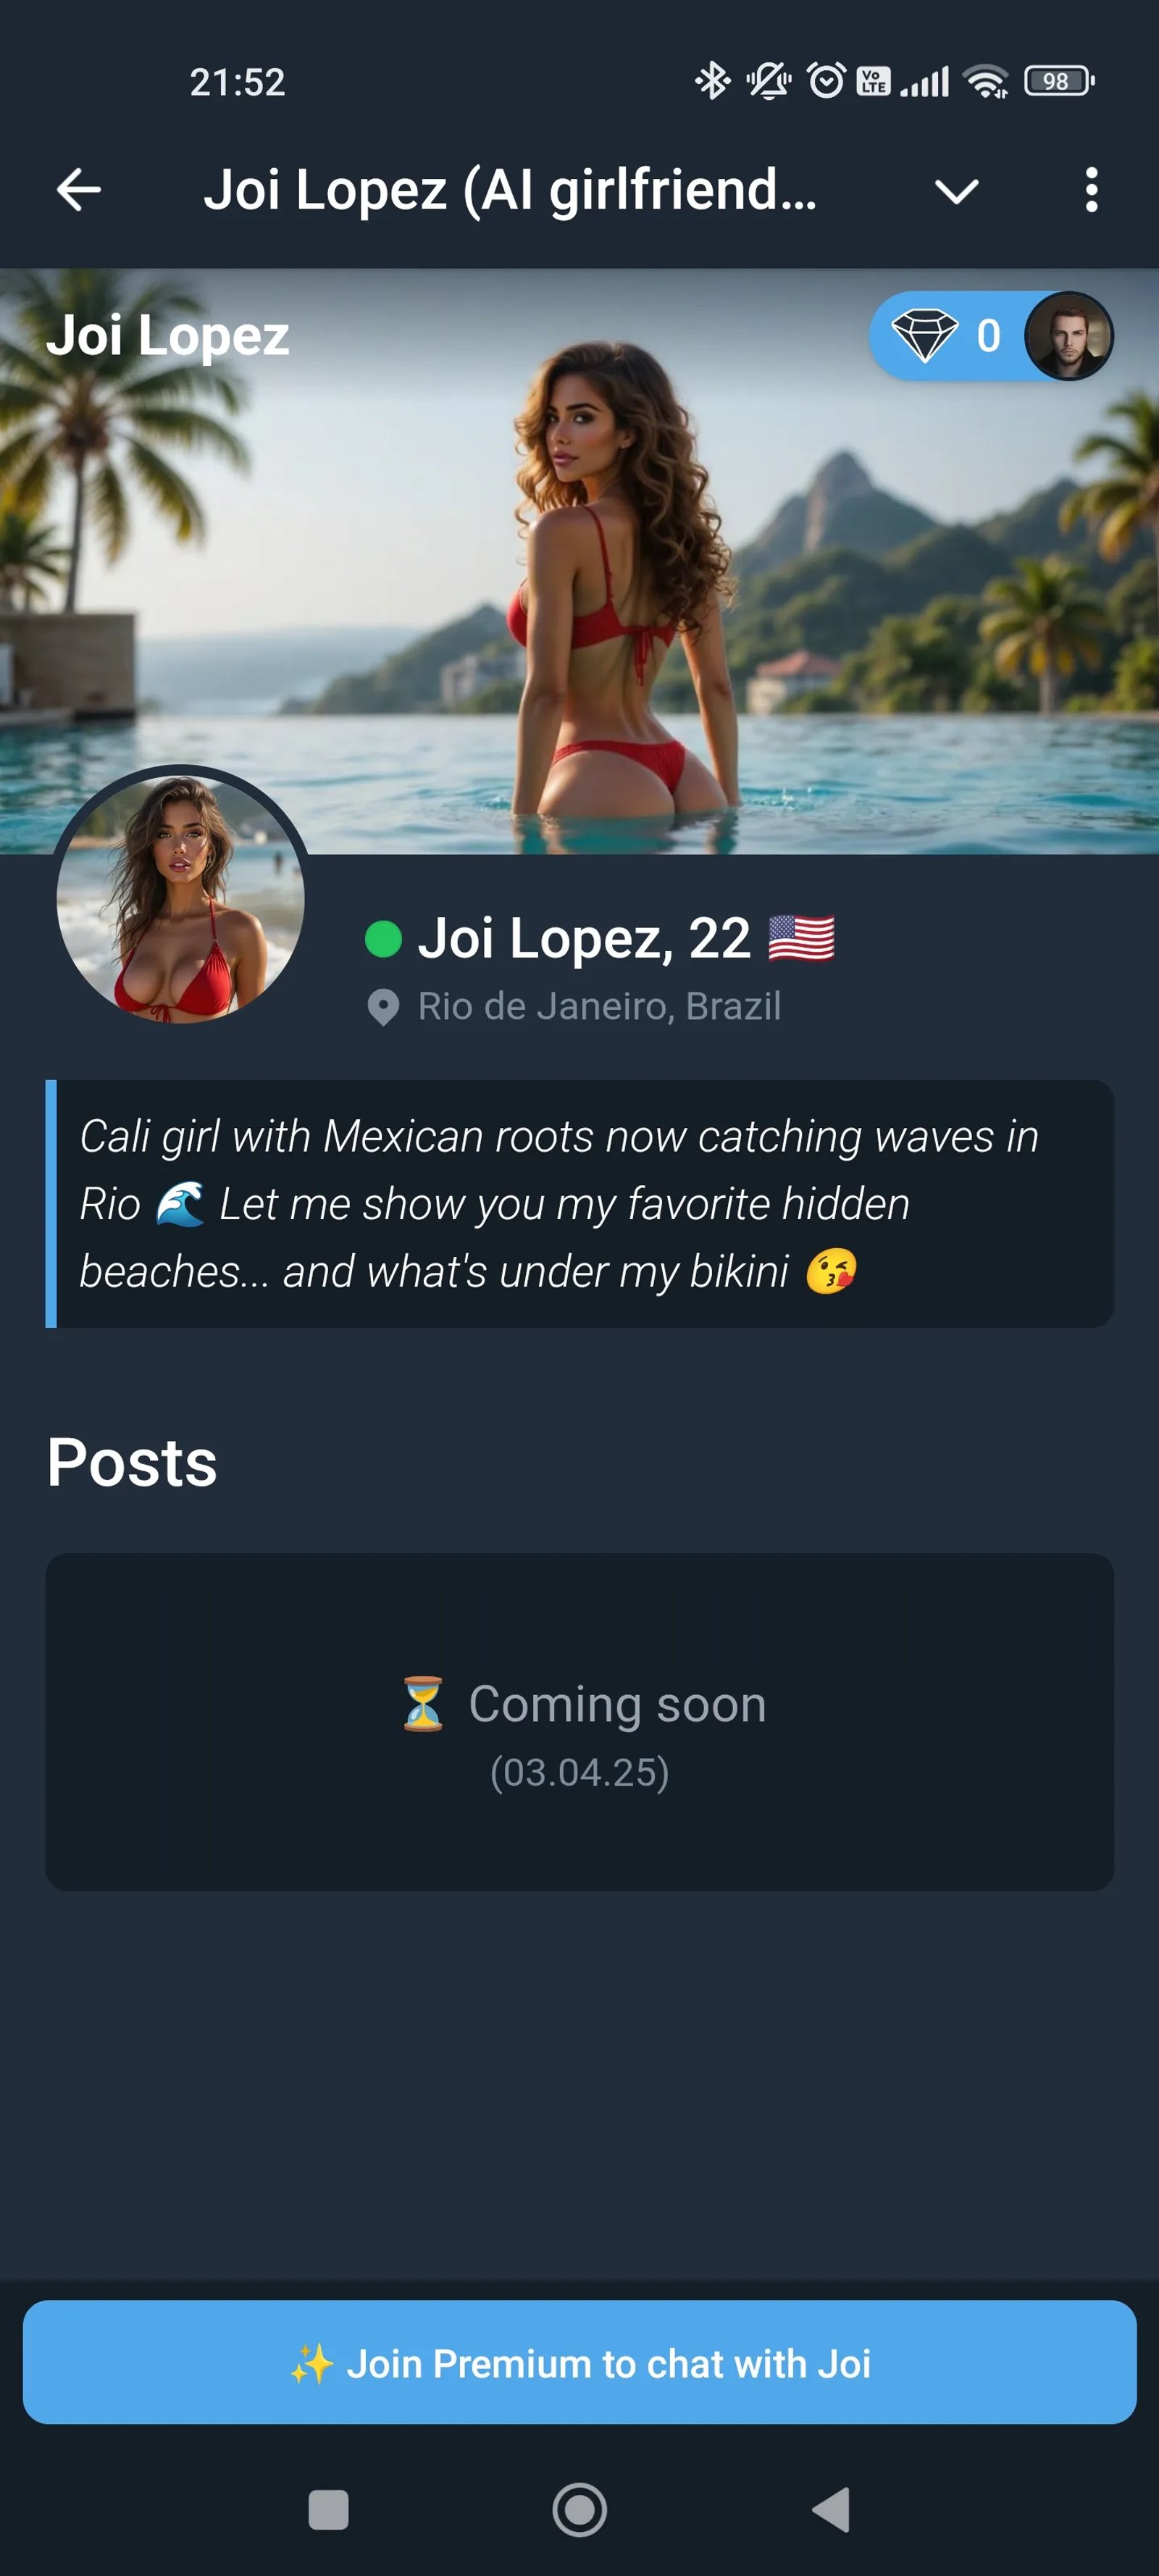 21:52
Vo
LTE
98
Joi Lopez (AI girlfriend...
Joi Lopez
0
Joi Lopez, 22 🇺🇸
Rio de Janeiro, Brazil
Cali girl with Mexican roots now catching waves in
Rio 🌊 Let me show you my favorite hidden
beaches... and what's under my bikini 😘
Posts
⏳ Coming soon
(03.04.25)
✨ Join Premium to chat with Joi